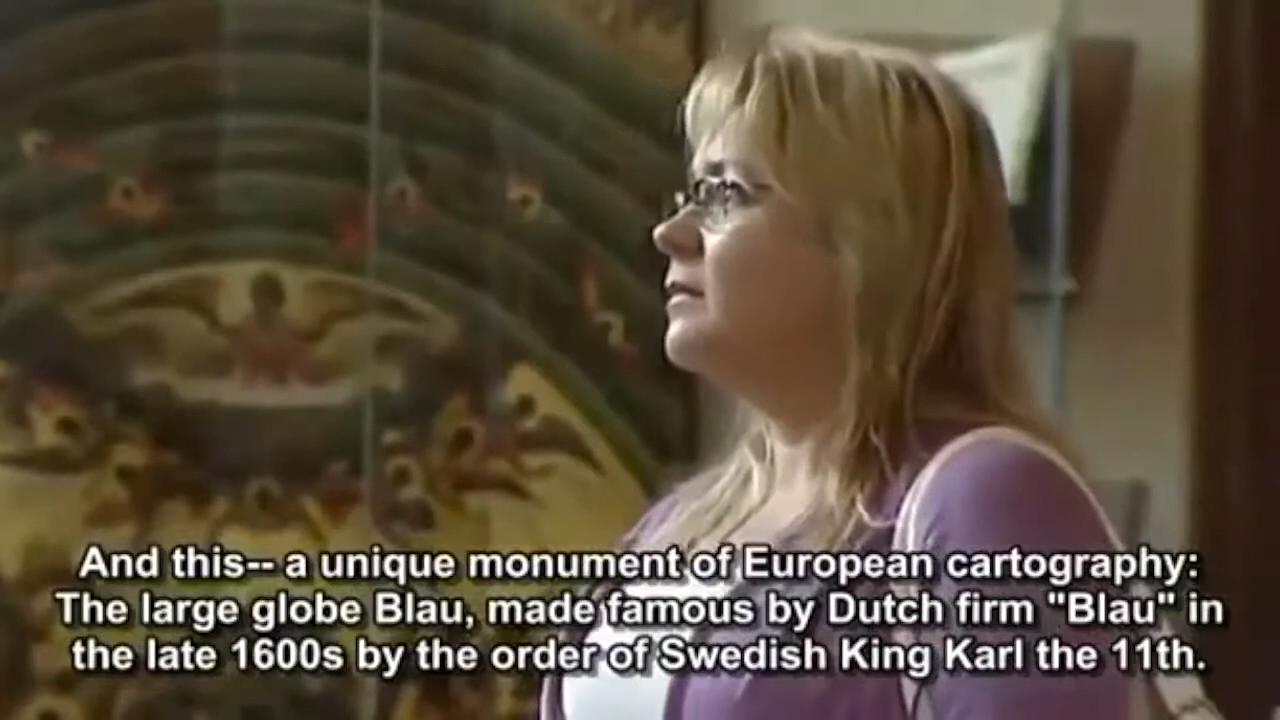 And this-- a unique monument of European cartography:
The large globe Blau, made famous by Dutch firm "Blau" in
the late 1600s by the order of Swedish King Karl the 11th.